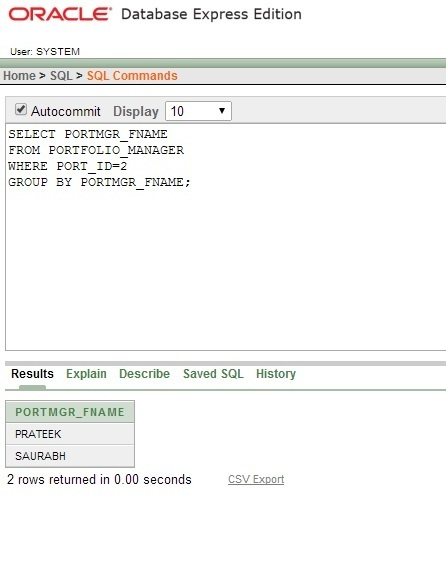 ORACLE Database Express Edition
User: SYSTEM
Home > SQL > SQL Commands
Autocommit Display 10
SELECT PORTMGR_FNAME
FROM PORTFOLIO_MANAGER
WHERE PORT_ID=2
GROUP BY PORTMGR_FNAME;
Results Explain Describe Saved SQL History
PORTMGR_FNAME
PRATEEK
SAURABH
2 rows returned in 0.00 seconds CSV Export